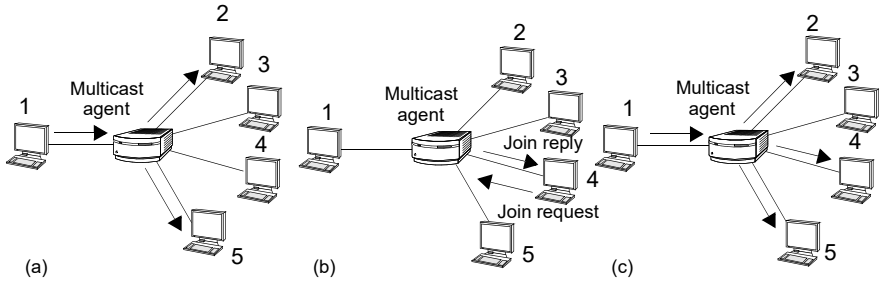 2
3
1
Multicast
agent
4
5
(a)
2
3
1
Multicast
agent
Join reply
4
Join request
5
(b)
2
3
1
Multicast
agent
4
5
(c)